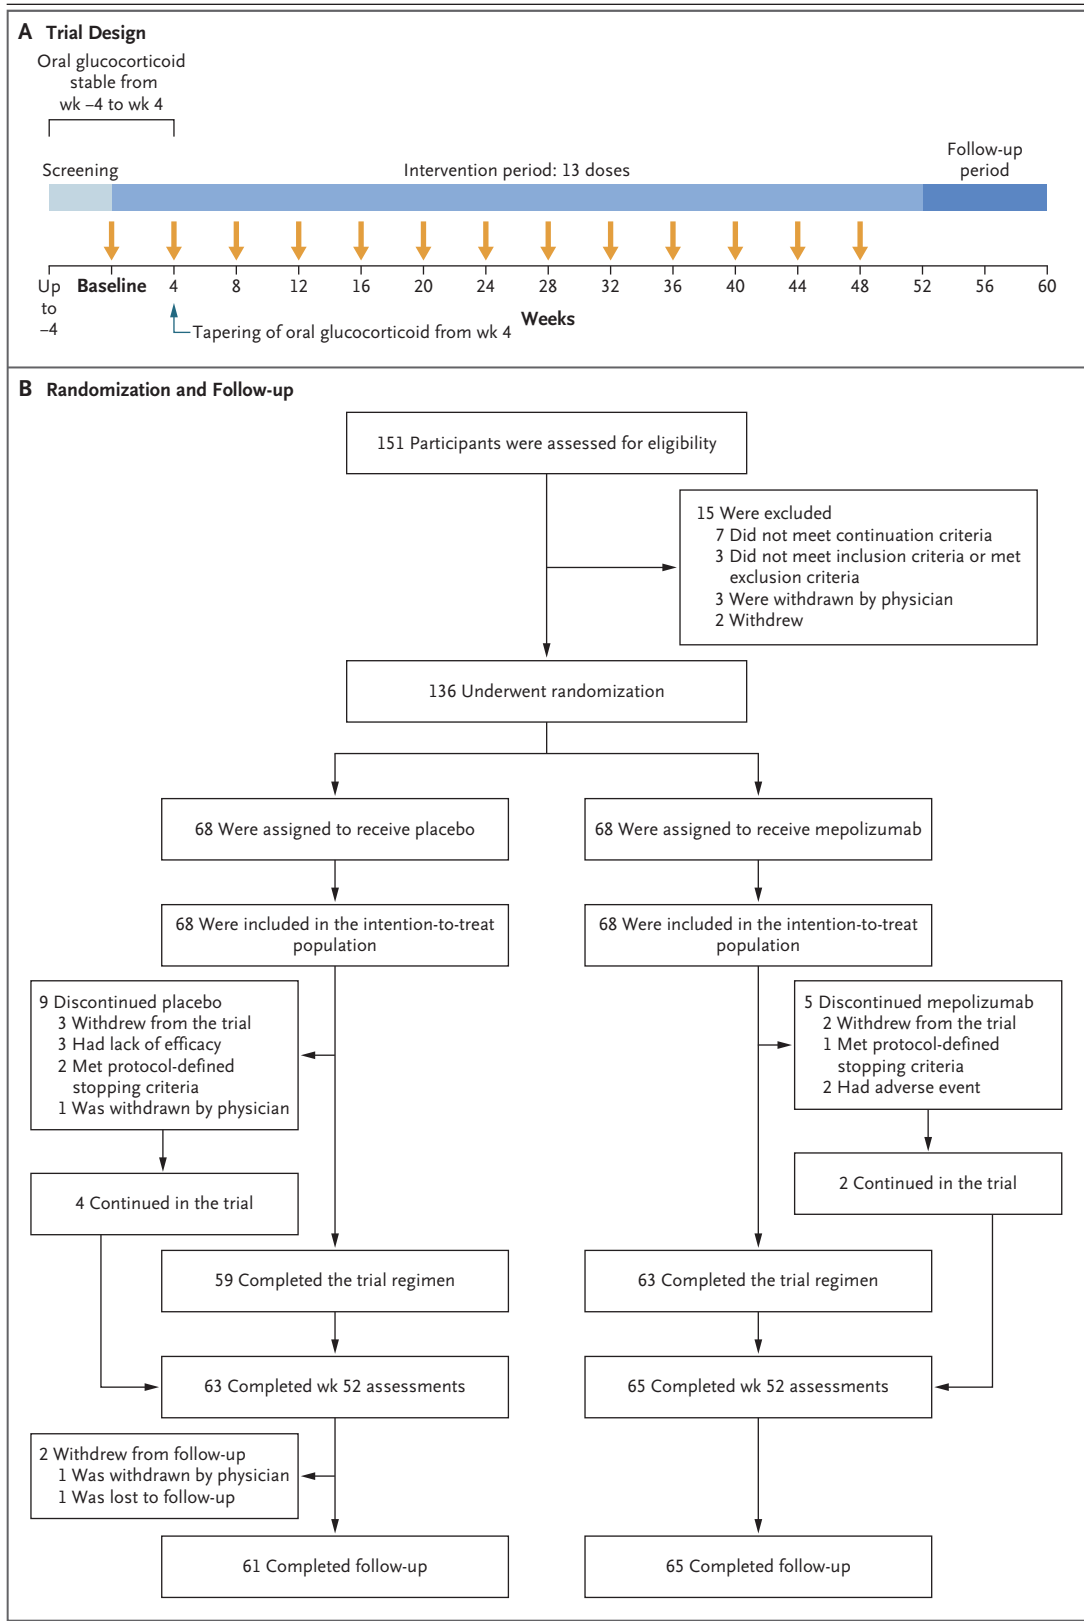 A Trial Design
Oral glucocorticoid
stable from
wk –4 to wk 4
Screening
Intervention period: 13 doses
Follow-up
period
Up
to
–4
Baseline
4
8
12
16
20
24
28
32
36
40
44
48
52
56
60
Weeks
Tapering of oral glucocorticoid from wk 4
B Randomization and Follow-up
151 Participants were assessed for eligibility
15 Were excluded
7 Did not meet continuation criteria
3 Did not meet inclusion criteria or met
exclusion criteria
3 Were withdrawn by physician
2 Withdrew
136 Underwent randomization
68 Were assigned to receive placebo
68 Were assigned to receive mepolizumab
68 Were included in the intention-to-treat
population
68 Were included in the intention-to-treat
population
9 Discontinued placebo
3 Withdrew from the trial
3 Had lack of efficacy
2 Met protocol-defined
stopping criteria
1 Was withdrawn by physician
5 Discontinued mepolizumab
2 Withdrew from the trial
1 Met protocol-defined
stopping criteria
2 Had adverse event
4 Continued in the trial
2 Continued in the trial
59 Completed the trial regimen
63 Completed the trial regimen
63 Completed wk 52 assessments
65 Completed wk 52 assessments
2 Withdrew from follow-up
1 Was withdrawn by physician
1 Was lost to follow-up
61 Completed follow-up
65 Completed follow-up